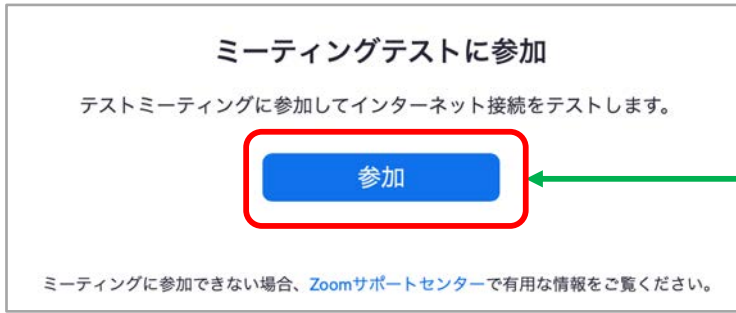 ミーティングテストに参加
テストミーティングに参加してインターネット接続をテストします。
参加
ミーティングに参加できない場合、Zoomサポートセンターで有用な情報をご覧ください。